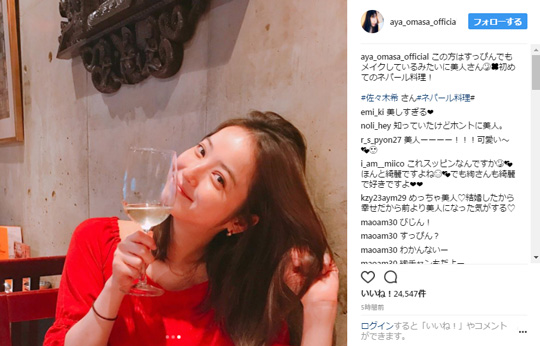 aya_omasa_officia
フォローする
aya_omasa_official この方はすっぴんでも
メイクしているみたいに美人さん😘🍀初め
てのネパール料理！
#佐々木希 さん#ネパール料理#
emi_ki 美しすぎる❤
noli_hey 知っていたけどホントに美人。
r_s_pyon27 美人ーーーー！！！可愛い〜
i_am_miico これスッピンなんですか
ほんと綺麗ですよね でも絢さんも綺麗
で好きですよ❤❤
kzy23aym29 めっちゃ美人♡結婚したから
幸せだから前より美人になった気がする♡
maoam30 びじん！
maoam30 すっぴん？
maoam30 わかんないー
maoam30
いいね！24,547件
5時間前
ログインすると「いいね！」やコメント
ができます。